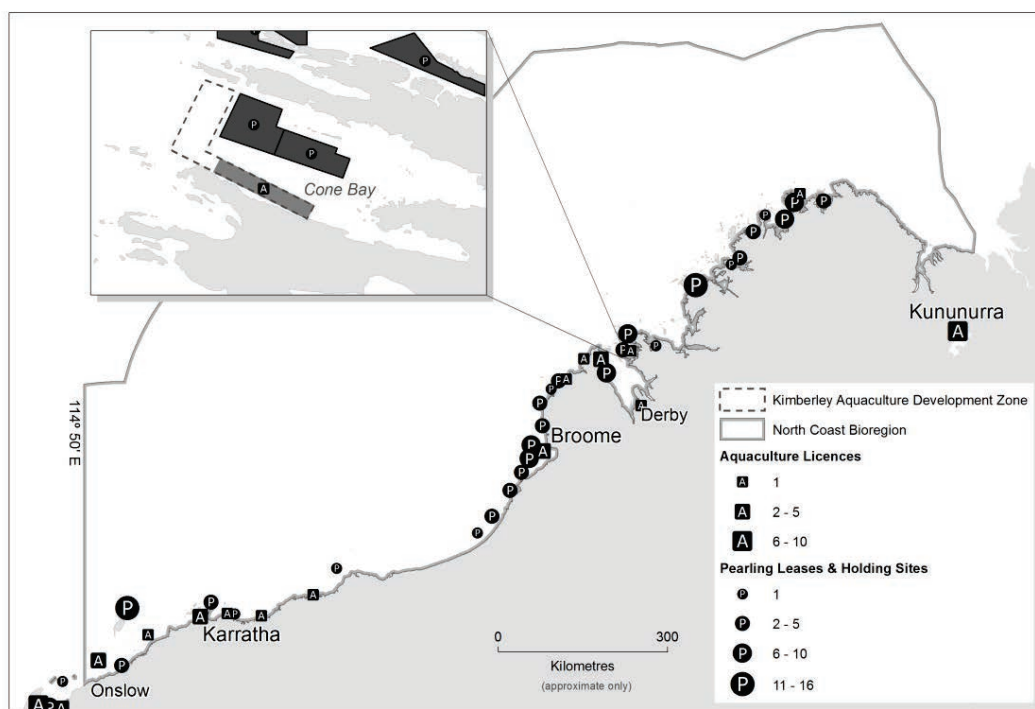 Cone Bay
P
P
P
P
A
114° 50' E
Kununurra
A
Derby
Broome
Karratha
Onslow
0 300
Kilometres
(approximate only)
Kimberley Aquaculture Development Zone
North Coast Bioregion
Aquaculture Licences
A 1
A 2 - 5
A 6 - 10
Pearling Leases & Holding Sites
P 1
P 2 - 5
P 6 - 10
P 11 - 16